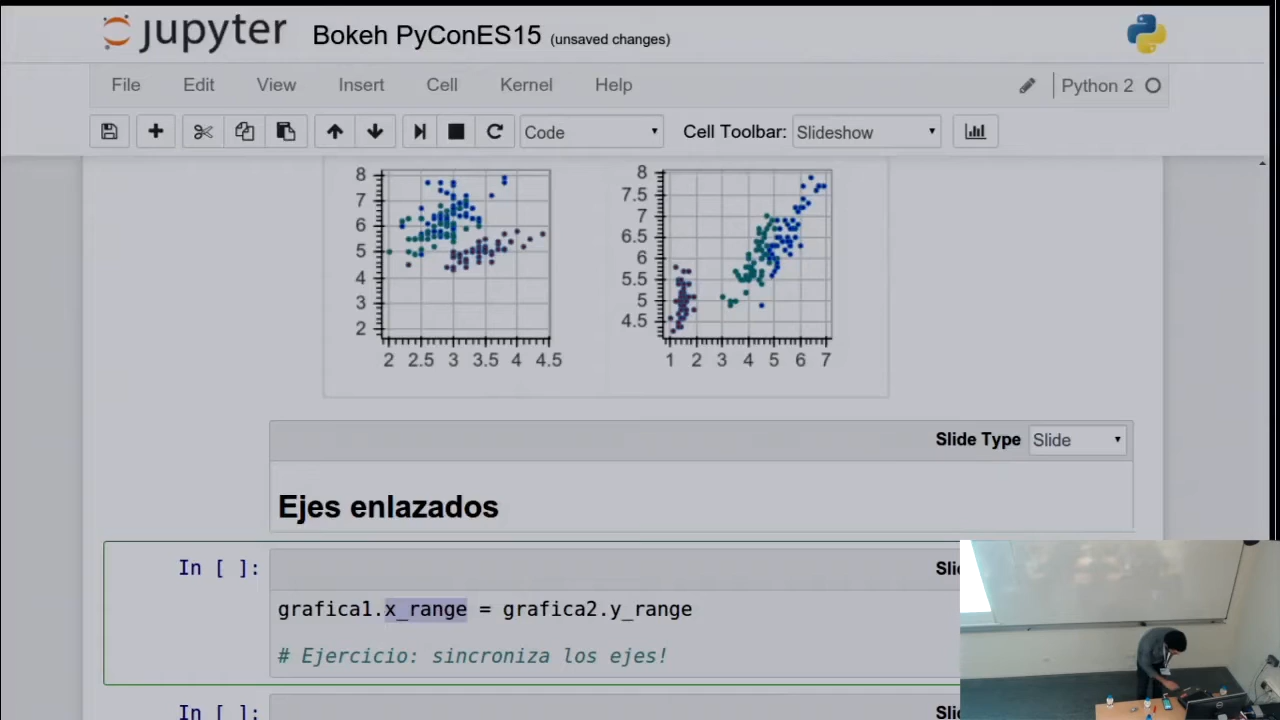 jupyter Bokeh PyConES15 (unsaved changes)
File Edit View Insert Cell Kernel Help Python 2
Code Cell Toolbar: Slideshow
8 7 6 5 4 3 2
2 2.5 3 3.5 4 4.5
8 7.5 7 6.5 6 5.5 5 4.5
1 2 3 4 5 6 7
Slide Type Slide
Ejes enlazados
In [ ]: Slid
grafica1.x_range = grafica2.y_range
# Ejercicio: sincroniza los ejes!
In [ ]: Slid